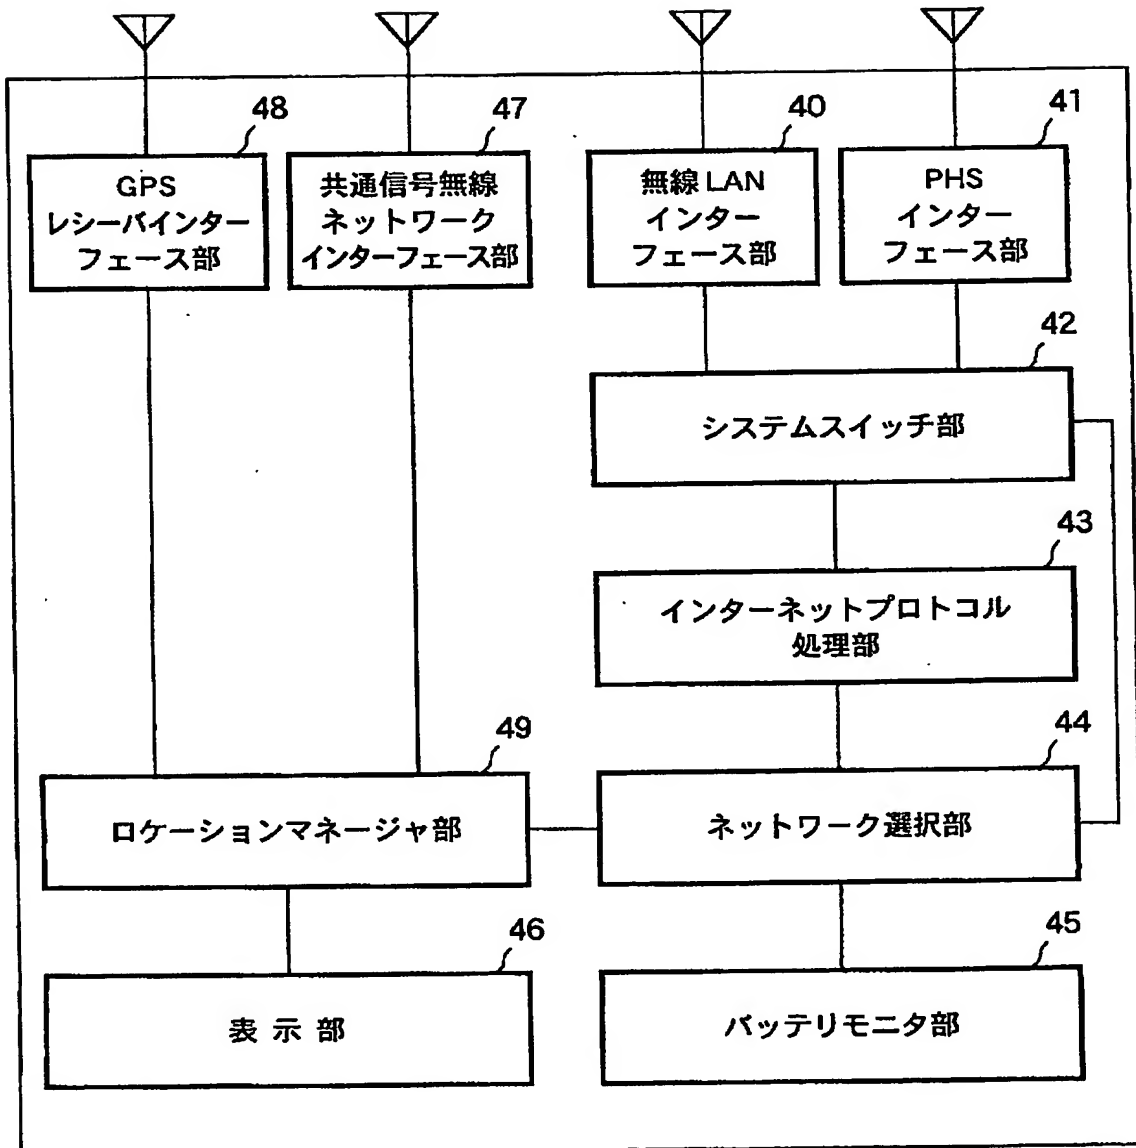 48
47
40
41
GPS
レシーバインター
フェース部
共通信号無線
ネットワーク
インターフェース部
無線LAN
インター
フェース部
PHS
インター
フェース部
42
システムスイッチ部
43
インターネットプロトコル
処理部
49
44
ロケーションマネージャ部
ネットワーク選択部
46
45
表 示 部
バッテリモニタ部